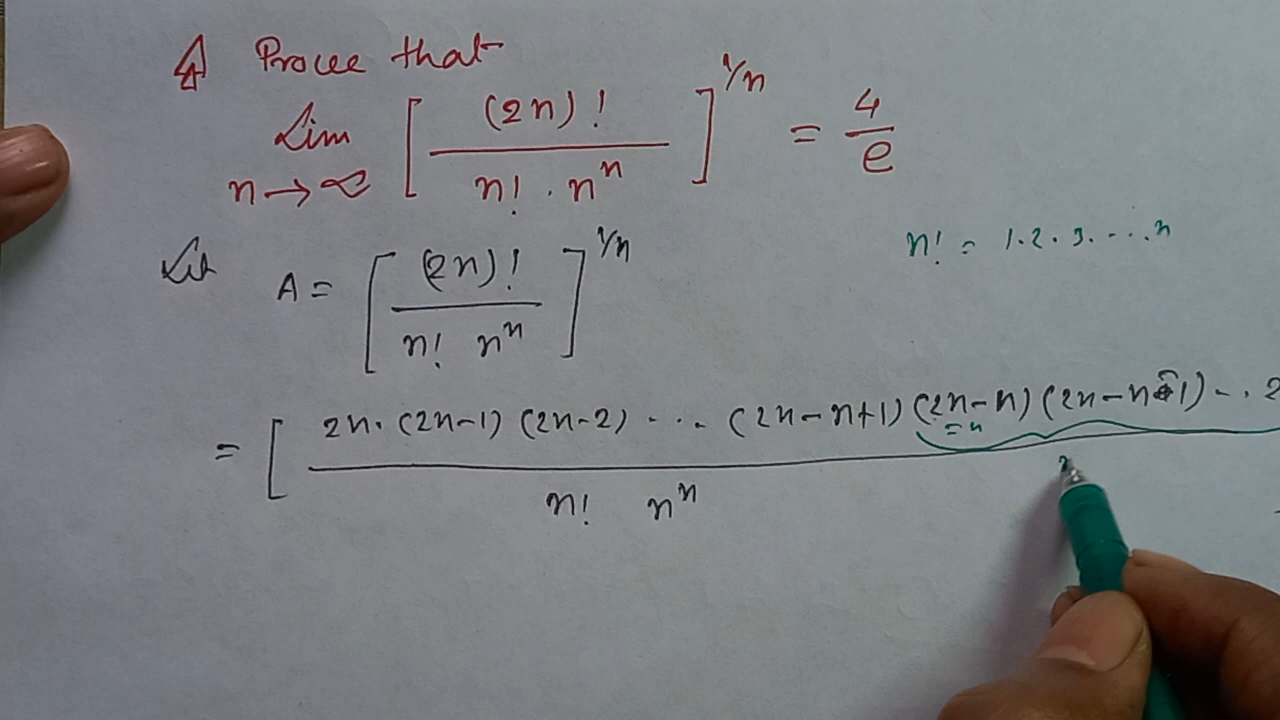 Prove that
Lim n→∞ [ (2n)! / n! . n^n ]^1/n = 4/e
Let A = [ (2n)! / n! n^n ]^1/n
n! = 1.2.3. ... n
= [ 2n. (2n-1) (2n-2) ... (2n-n+1) (2n-n) (2n-n-1) .. 2 / n! n^n
= n